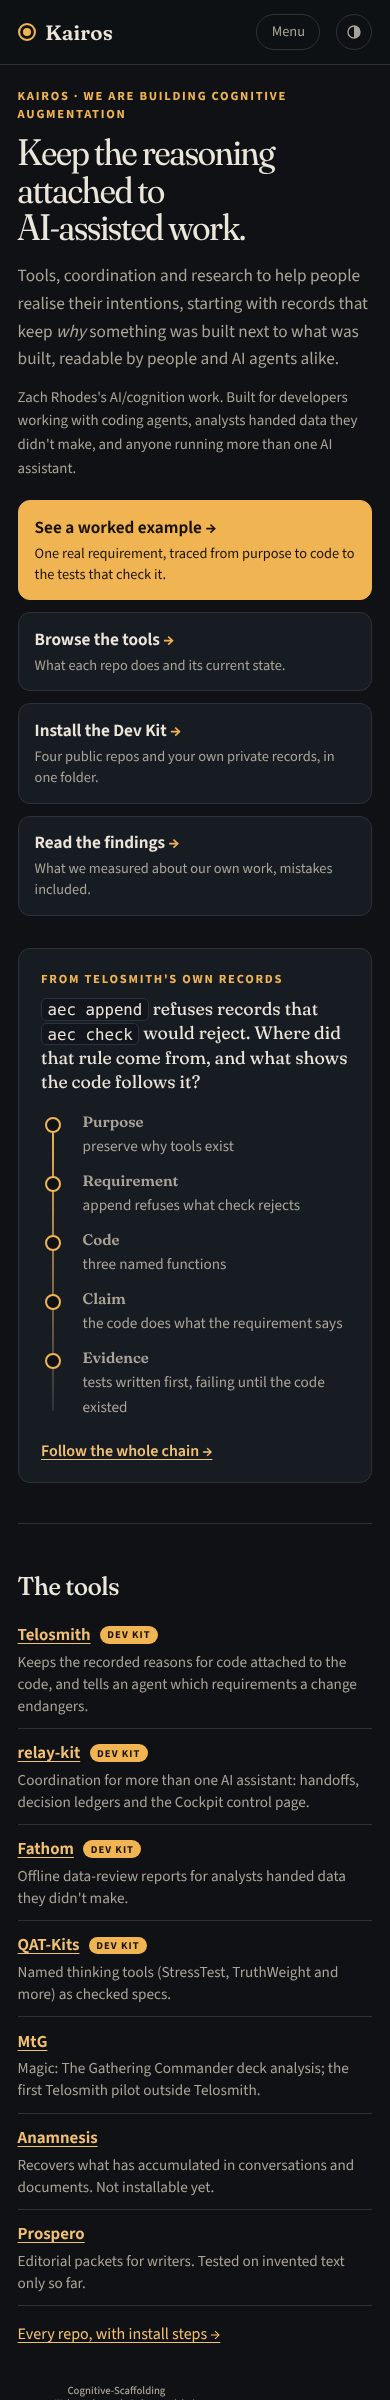 Kairos
Menu
KAIROS · WE ARE BUILDING COGNITIVE
AUGMENTATION
Keep the reasoning
attached to
AI-assisted work.
Tools, coordination and research to help people
realise their intentions, starting with records that
keep why something was built next to what was
built, readable by people and AI agents alike.
Zach Rhodes's AI/cognition work. Built for developers
working with coding agents, analysts handed data they
didn't make, and anyone running more than one AI
assistant.
See a worked example →
One real requirement, traced from purpose to code to
the tests that check it.
Browse the tools →
What each repo does and its current state.
Install the Dev Kit →
Four public repos and your own private records, in
one folder.
Read the findings →
What we measured about our own work, mistakes
included.
FROM TELOSMITH'S OWN RECORDS
aec append refuses records that
aec check would reject. Where did
that rule come from, and what shows
the code follows it?
Purpose
preserve why tools exist
Requirement
append refuses what check rejects
Code
three named functions
Claim
the code does what the requirement says
Evidence
tests written first, failing until the code
existed
Follow the whole chain →
The tools
Telosmith DEV KIT
Keeps the recorded reasons for code attached to the
code, and tells an agent which requirements a change
endangers.
relay-kit DEV KIT
Coordination for more than one AI assistant: handoffs,
decision ledgers and the Cockpit control page.
Fathom DEV KIT
Offline data-review reports for analysts handed data
they didn't make.
QAT-Kits DEV KIT
Named thinking tools (StressTest, TruthWeight and
more) as checked specs.
MtG
Magic: The Gathering Commander deck analysis; the
first Telosmith pilot outside Telosmith.
Anamnesis
Recovers what has accumulated in conversations and
documents. Not installable yet.
Prospero
Editorial packets for writers. Tested on invented text
only so far.
Every repo, with install steps →
Cognitive-Scaffolding